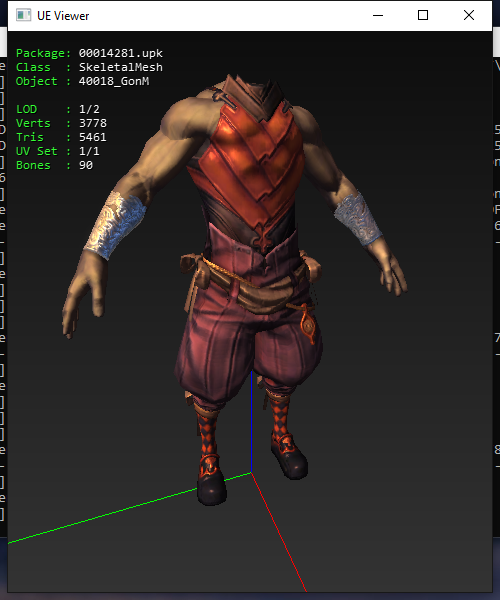 UE Viewer
Package: 00014281.upk
Class : SkeletalMesh
Object : 40018_GonM
LOD : 1/2
Verts : 3778
Tris : 5461
UV Set : 1/1
Bones : 90